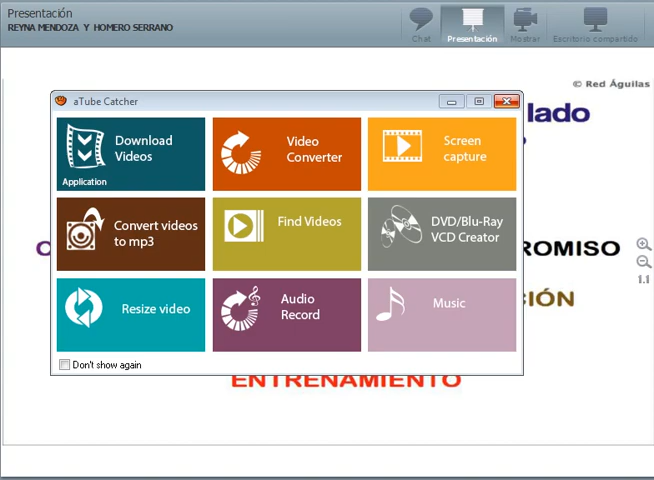 Presentación
REYNA MENDOZA Y HOMERO SERRANO
Chat
Presentación
Mostrar
Escritorio compartido
© Red Águilas
lado
aTube Catcher
Download
Videos
Application
Video
Converter
Screen
capture
Convert videos
to mp3
Find Videos
DVD/Blu-Ray
VCD Creator
C
ROMISO
1.1
Resize video
Audio
Record
Music
IÓN
Don't show again
ENTRENAMIENTO